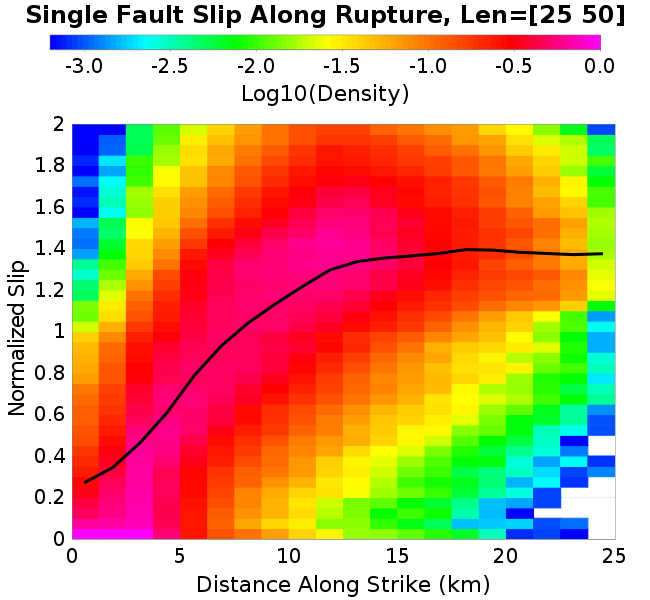 Single Fault Slip Along Rupture, Len=[25 50]
-3.0 -2.5 -2.0 -1.5 -1.0 -0.5 0.0
Log10(Density)
Normalized Slip
2
1.8
1.6
1.4
1.2
1
0.8
0.6
0.4
0.2
0
0 5 10 15 20 25
Distance Along Strike (km)